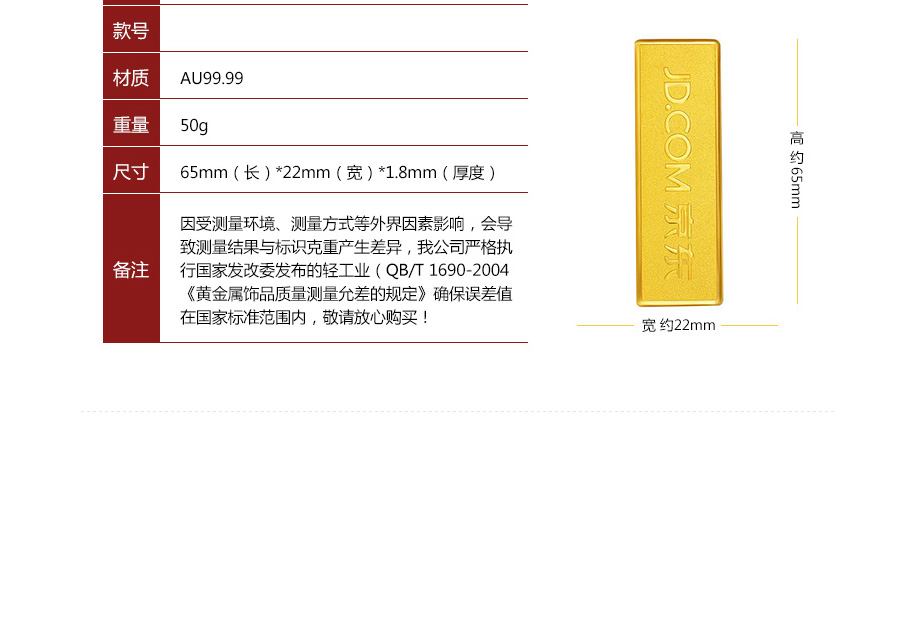 款号
材质 AU99.99
重量 50g
尺寸 65mm（长）*22mm（宽）*1.8mm（厚度）
备注
因受测量环境、测量方式等外界因素影响，会导
致测量结果与标识克重产生差异，我公司严格执
行国家发改委发布的轻工业（QB/T 1690-2004
《黄金属饰品质量测量允差的规定》确保误差值
在国家标准范围内，敬请放心购买！
JD.COM 京东
高约65mm
宽 约22mm